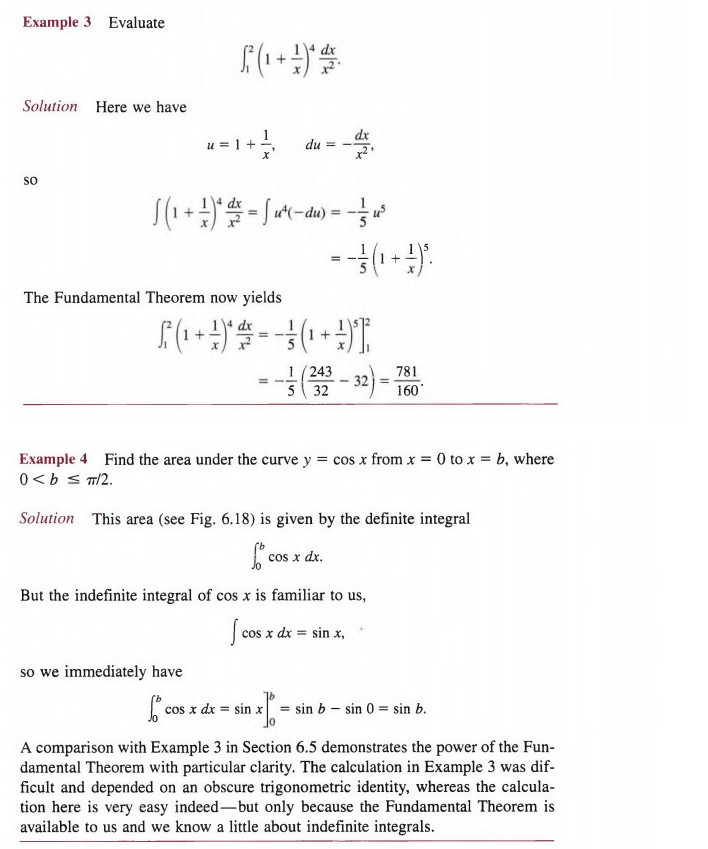 Example 3 Evaluate
∫₁² (1 + 1/x)⁴ dx/x².
Solution Here we have
u = 1 + 1/x, du = −dx/x²,
so
∫(1 + 1/x)⁴ dx/x² = ∫ u⁴(−du) = −1/5 u⁵
= −1/5 (1 + 1/x)⁵.
The Fundamental Theorem now yields
∫₁² (1 + 1/x)⁴ dx/x² = −1/5 (1 + 1/x)⁵]₁²
= −1/5 (243/32 − 32) = 781/160.
Example 4 Find the area under the curve y = cos x from x = 0 to x = b, where
0 < b ≤ π/2.
Solution This area (see Fig. 6.18) is given by the definite integral
∫₀ᵇ cos x dx.
But the indefinite integral of cos x is familiar to us,
∫ cos x dx = sin x,
so we immediately have
∫₀ᵇ cos x dx = sin x]₀ᵇ = sin b − sin 0 = sin b.
A comparison with Example 3 in Section 6.5 demonstrates the power of the Fun-
damental Theorem with particular clarity. The calculation in Example 3 was dif-
ficult and depended on an obscure trigonometric identity, whereas the calcula-
tion here is very easy indeed—but only because the Fundamental Theorem is
available to us and we know a little about indefinite integrals.